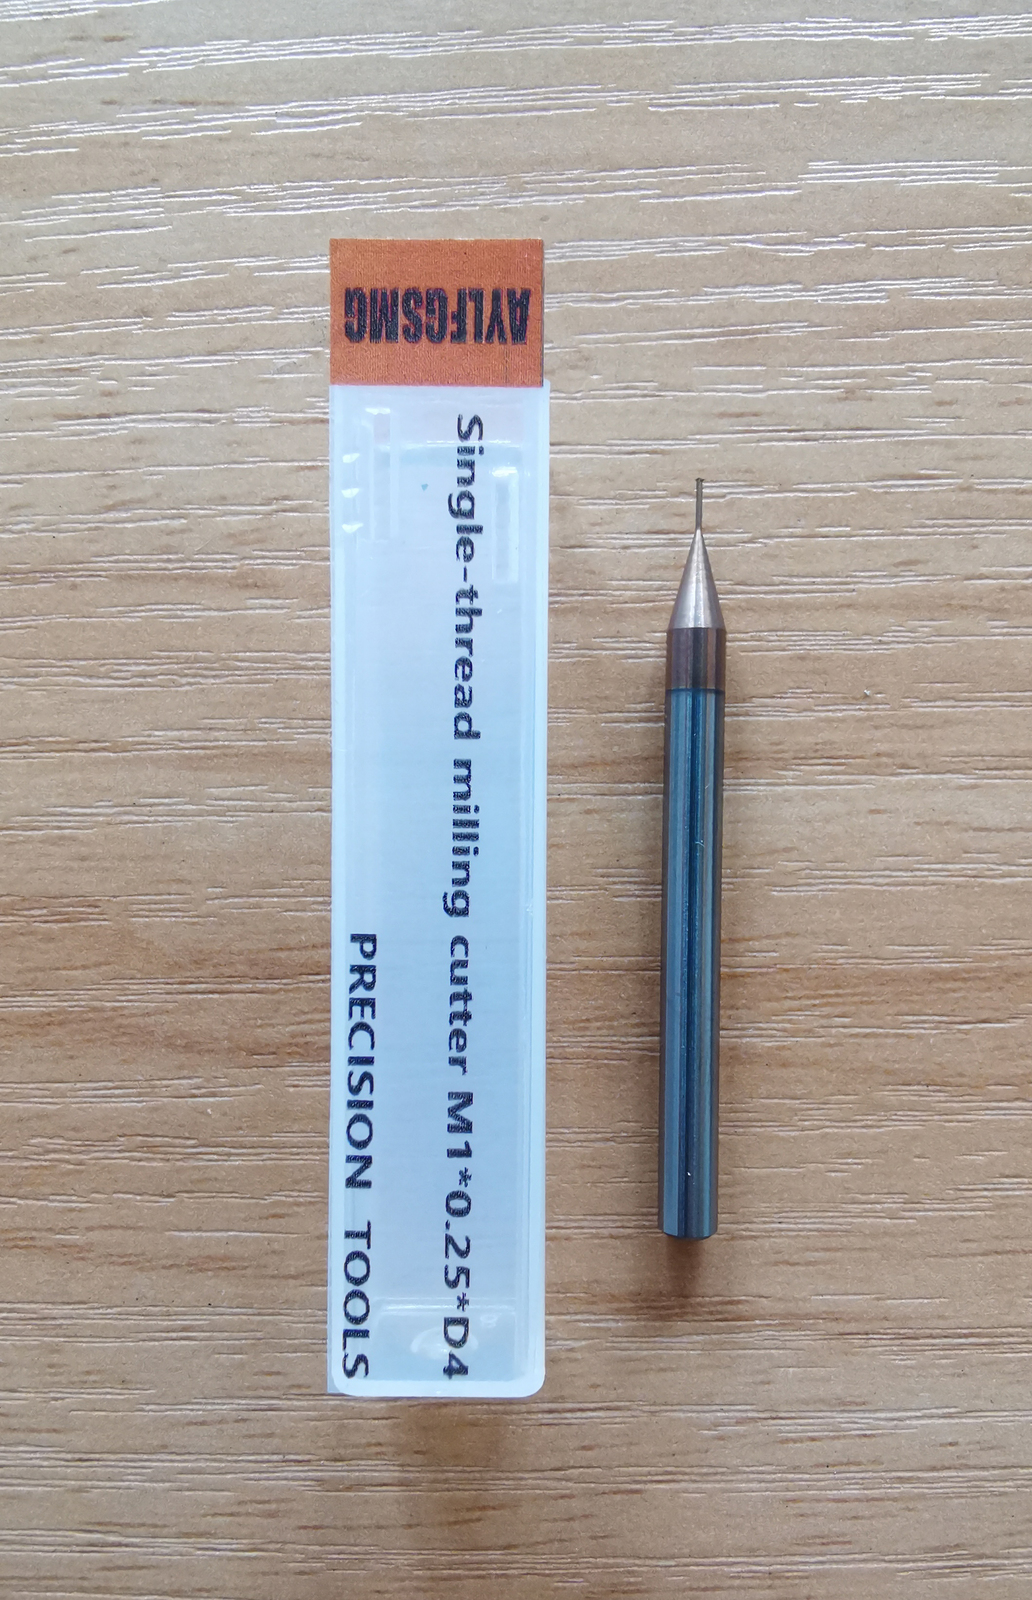 AYLFGSMG
Single-thread milling cutter M1*0.25*D4
PRECISION TOOLS